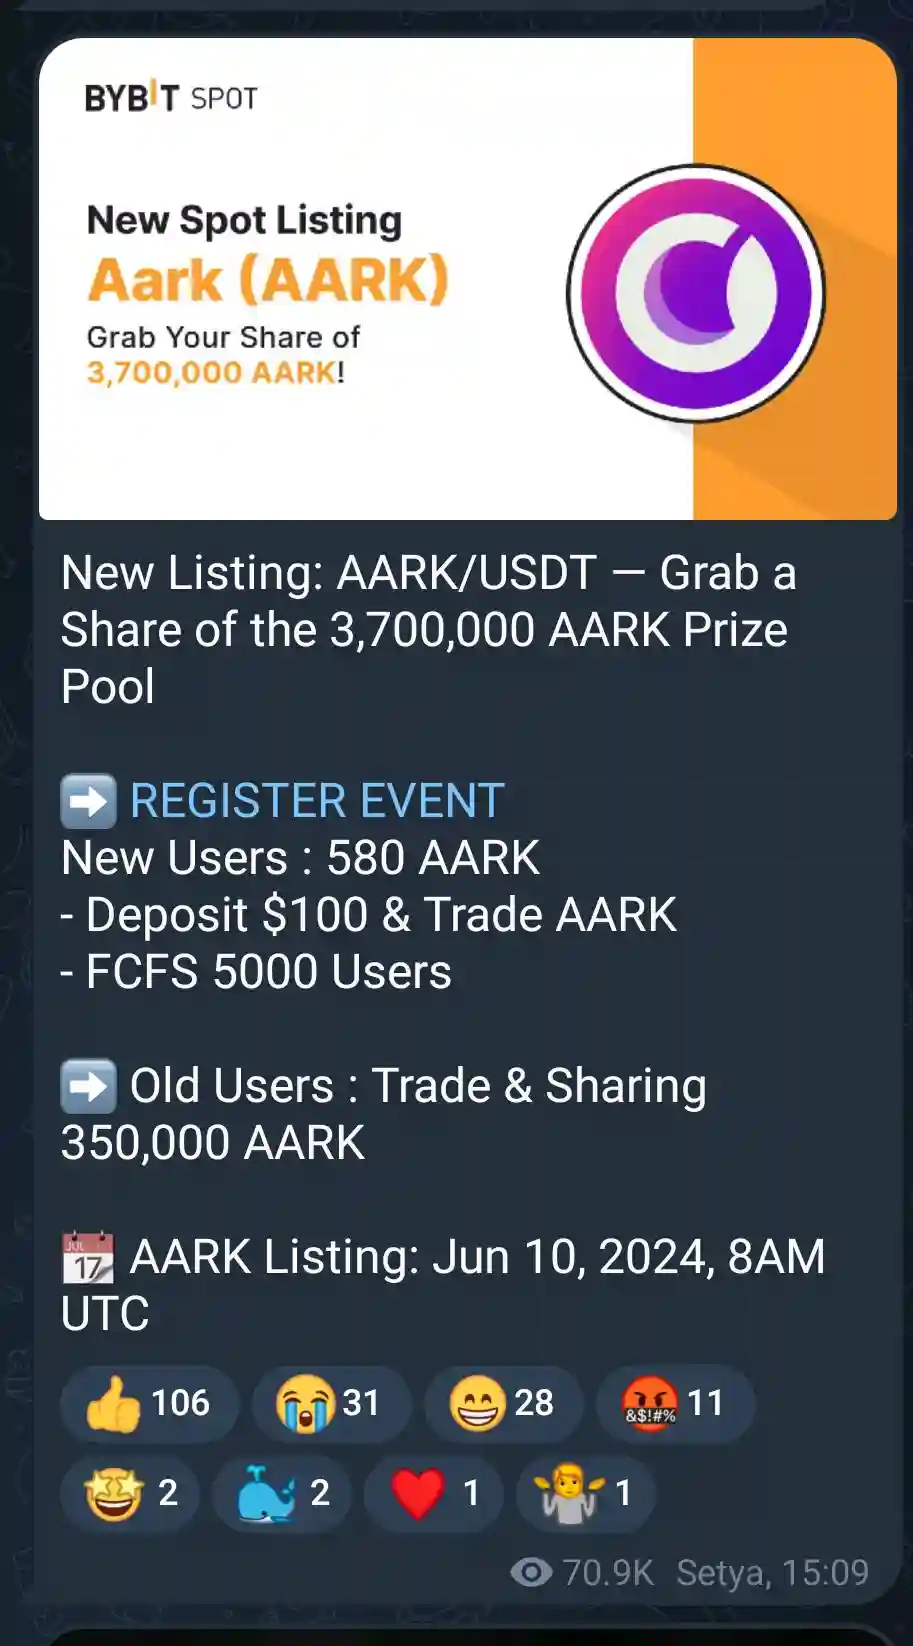 BYBIT SPOT
New Spot Listing
Aark (AARK)
Grab Your Share of
3,700,000 AARK!
New Listing: AARK/USDT — Grab a
Share of the 3,700,000 AARK Prize
Pool
➡️ REGISTER EVENT
New Users : 580 AARK
- Deposit $100 & Trade AARK
- FCFS 5000 Users
➡️ Old Users : Trade & Sharing
350,000 AARK
📆 AARK Listing: Jun 10, 2024, 8AM
UTC
👍 106 😭 31 😁 28 🤬 11
🤩 2 🐳 2 ❤️ 1 🤷 1
70.9K Setya, 15:09